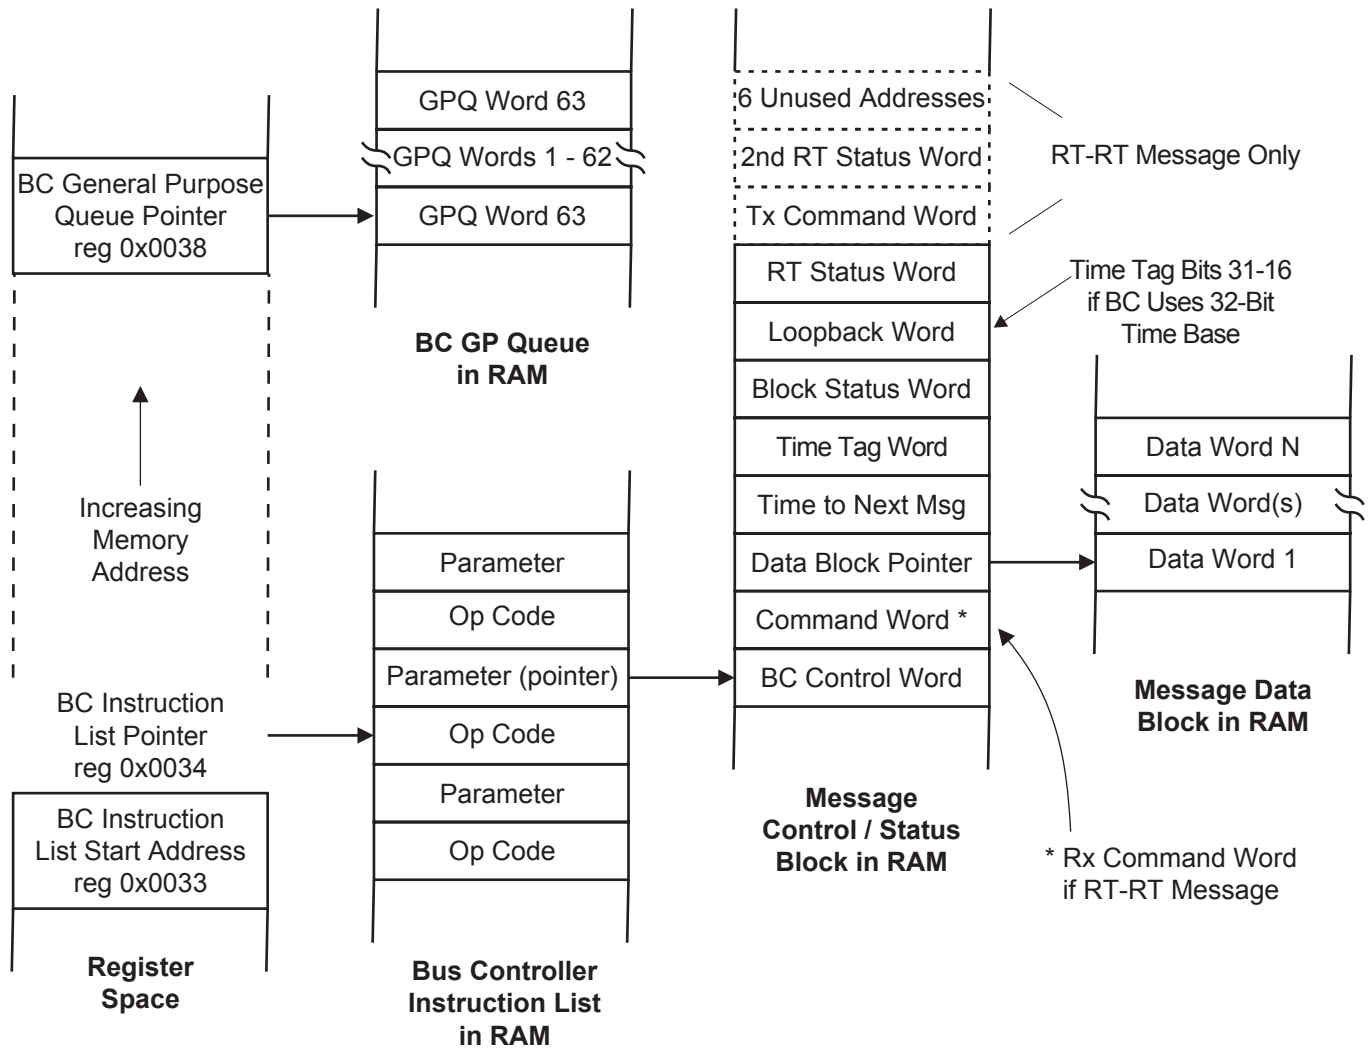 BC General Purpose
Queue Pointer
reg 0x0038
Increasing
Memory
Address
BC Instruction
List Pointer
reg 0x0034
BC Instruction
List Start Address
reg 0x0033
Register
Space
GPQ Word 63
GPQ Words 1 - 62
GPQ Word 63
BC GP Queue
in RAM
Parameter
Op Code
Parameter (pointer)
Op Code
Parameter
Op Code
Bus Controller
Instruction List
in RAM
6 Unused Addresses
2nd RT Status Word
Tx Command Word
RT Status Word
Loopback Word
Block Status Word
Time Tag Word
Time to Next Msg
Data Block Pointer
Command Word *
BC Control Word
Message
Control / Status
Block in RAM
RT-RT Message Only
Time Tag Bits 31-16
if BC Uses 32-Bit
Time Base
Data Word N
Data Word(s)
Data Word 1
Message Data
Block in RAM
* Rx Command Word
if RT-RT Message